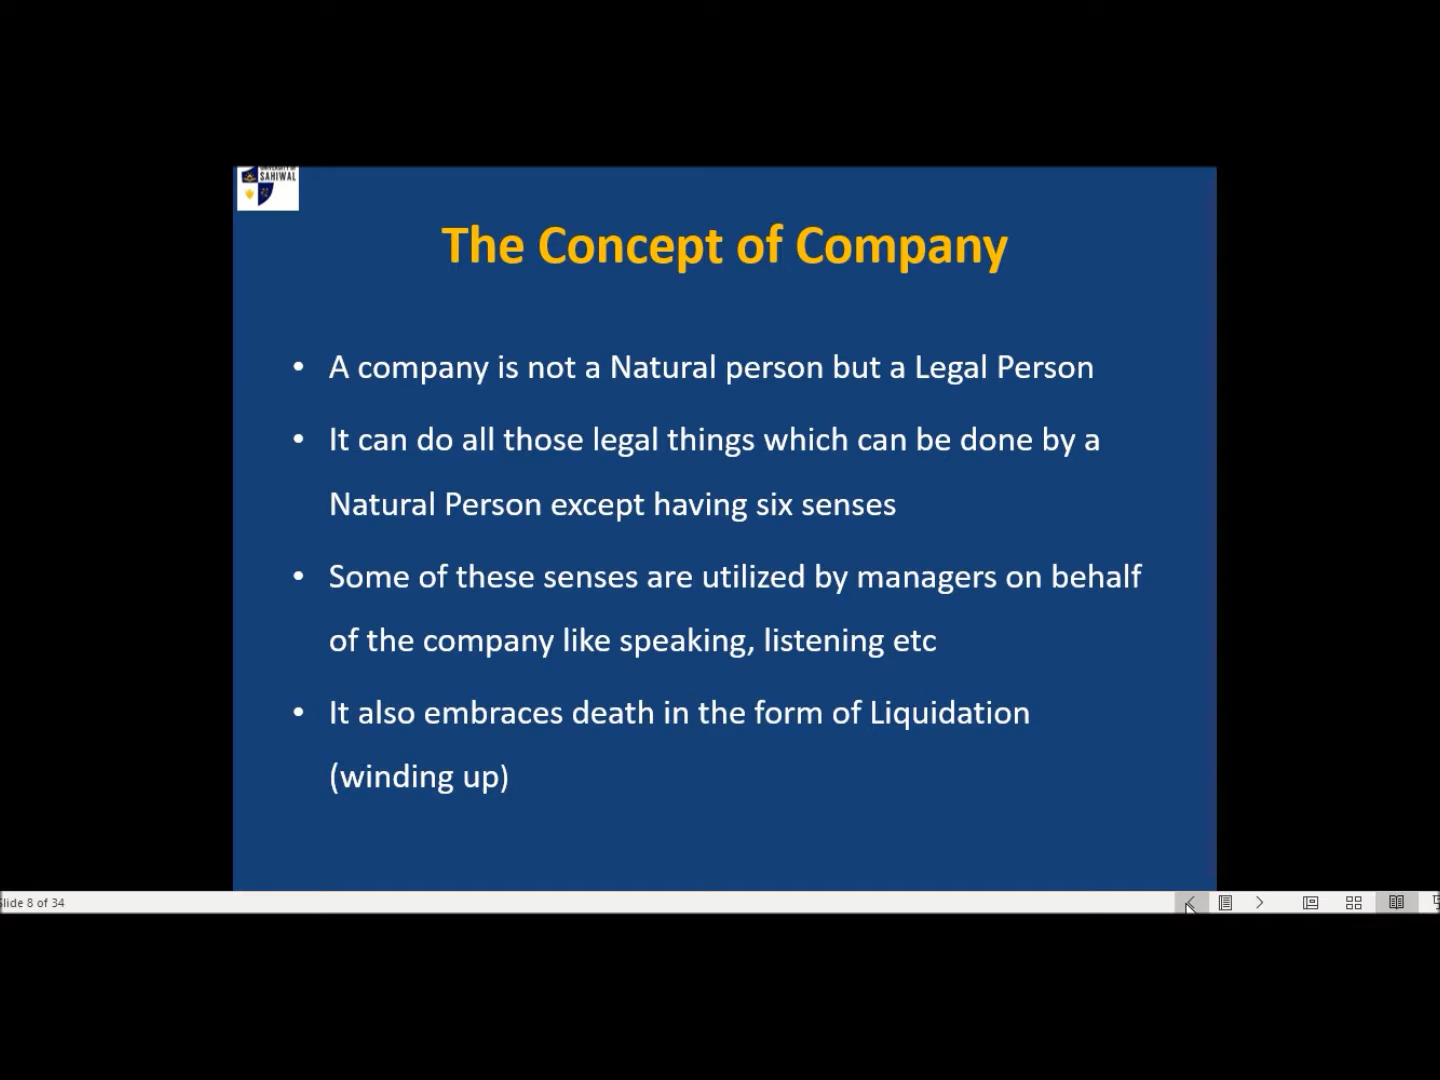 SAHIWAL
The Concept of Company
• A company is not a Natural person but a Legal Person
• It can do all those legal things which can be done by a
Natural Person except having six senses
• Some of these senses are utilized by managers on behalf
of the company like speaking, listening etc
• It also embraces death in the form of Liquidation
(winding up)
Slide 8 of 34